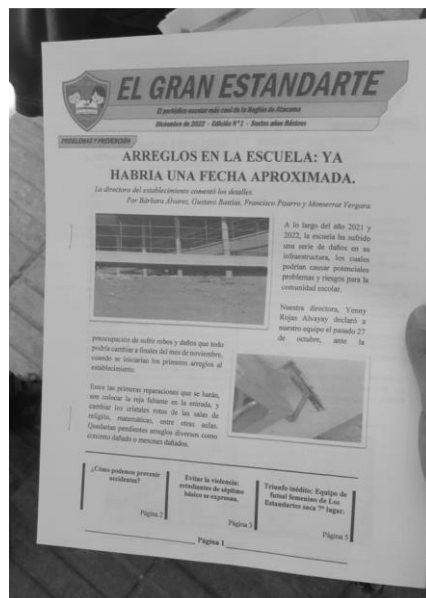 EL GRAN ESTANDARTE
El periódico escolar más cool de la Región de Atacama
Diciembre de 2022 - Edición N°1 - Sextos años Básicos
PROBLEMAS Y PREVENCIÓN
ARREGLOS EN LA ESCUELA: YA
HABRIA UNA FECHA APROXIMADA.
La directora del establecimiento comentó los detalles.
Por Bárbara Álvarez, Gustavo Bastías, Francisco Pizarro y Monserrat Vergara.
A lo largo del año 2021 y
2022, la escuela ha sufrido
una serie de daños en su
infraestructura, los cuales
podrían causar potenciales
problemas y riesgos para la
comunidad escolar.
Nuestra directora, Yenny
Rojas Alvayay declaró a
nuestro equipo el pasado 27
de octubre, ante la
preocupación de sufrir robos y daños que todo
podría cambiar a finales del mes de noviembre,
cuando se iniciarían los primeros arreglos al
establecimiento.
Entre las primeras reparaciones que se harán,
son colocar la reja faltante en la entrada, y
cambiar los cristales rotos de las salas de
religión, matemáticas, entre otras aulas.
Quedarían pendientes arreglos diversos como
concreto dañado o mesones dañados.
¿Cómo podemos prevenir
accidentes?
Página 2
Evitar la violencia:
estudiantes de séptimo
básico se expresan.
Página 3
Triunfo inédito: Equipo de
futsal femenino de Los
Estandartes saca 7° lugar.
Página 5
Página 1